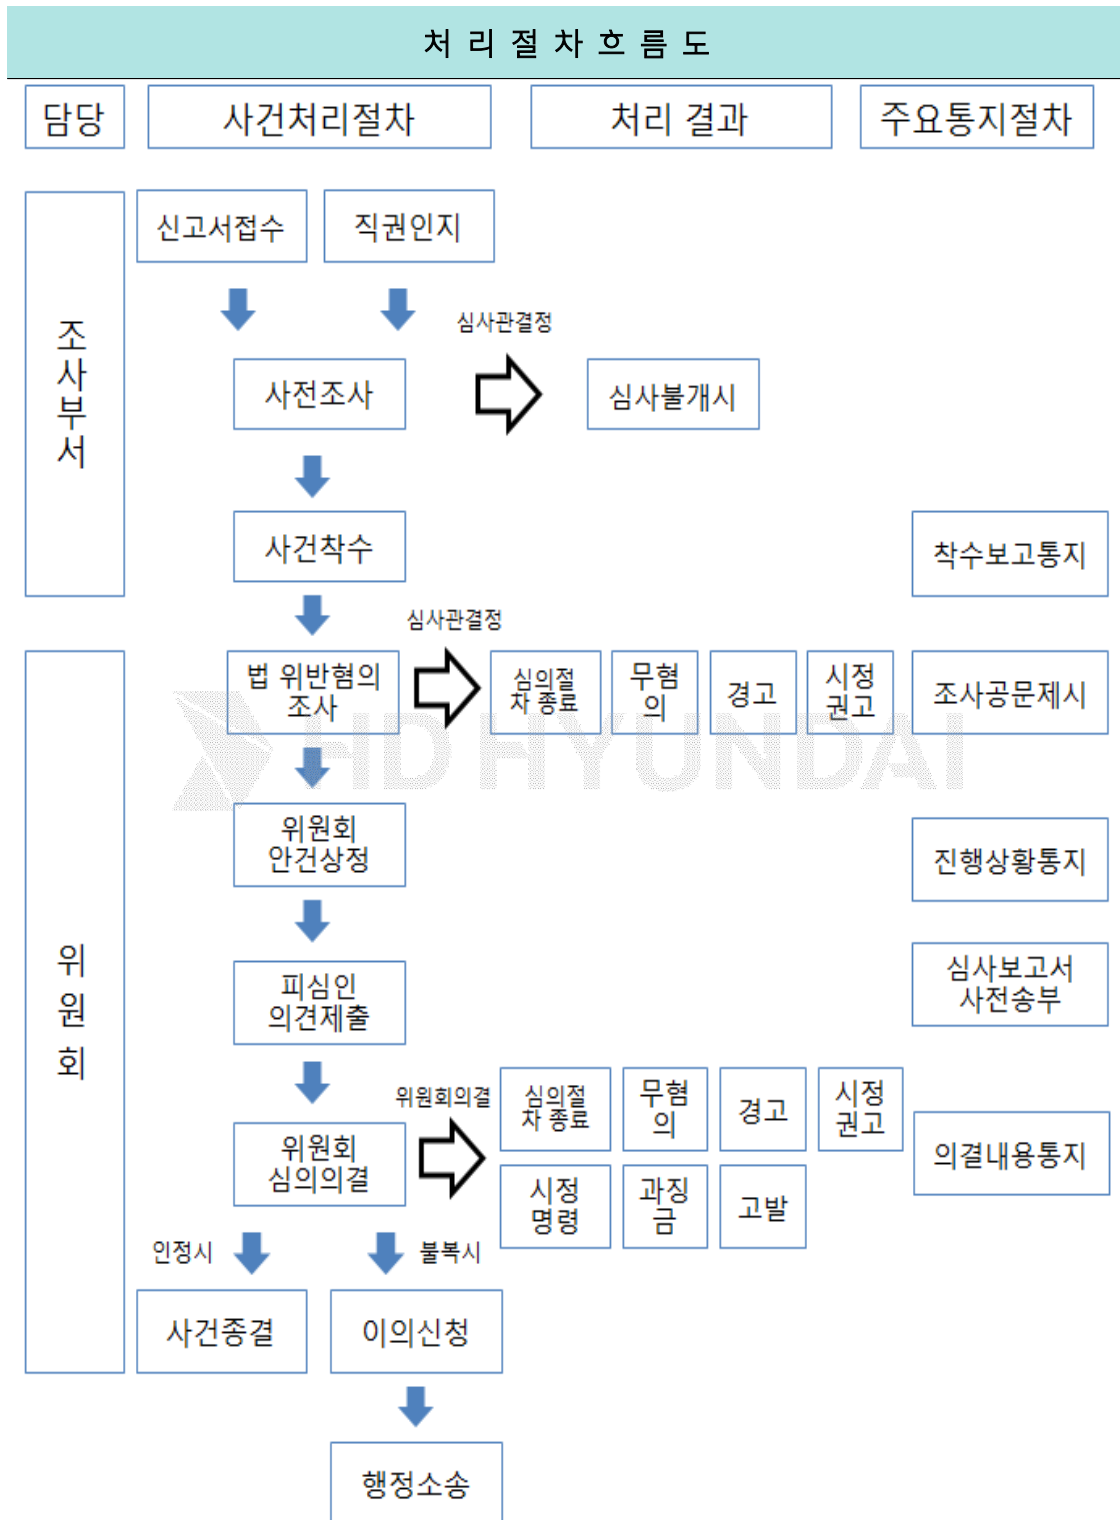 처 리 절 차 흐 름 도
담당
사건처리절차
처리 결과
주요통지절차
조
사
부
서
신고서접수
직권인지
심사관결정
사전조사
심사불개시
사건착수
착수보고통지
심사관결정
위
원
회
법 위반혐의
조사
심의절
차 종료
무혐
의
경고
시정
권고
조사공문제시
HD HYUNDAI
위원회
안건상정
진행상황통지
피심인
의견제출
심사보고서
사전송부
위원회의결
위원회
심의의결
심의절
차 종료
무혐
의
경고
시정
권고
시정
명령
과징
금
고발
의결내용통지
인정시
불복시
사건종결
이의신청
행정소송